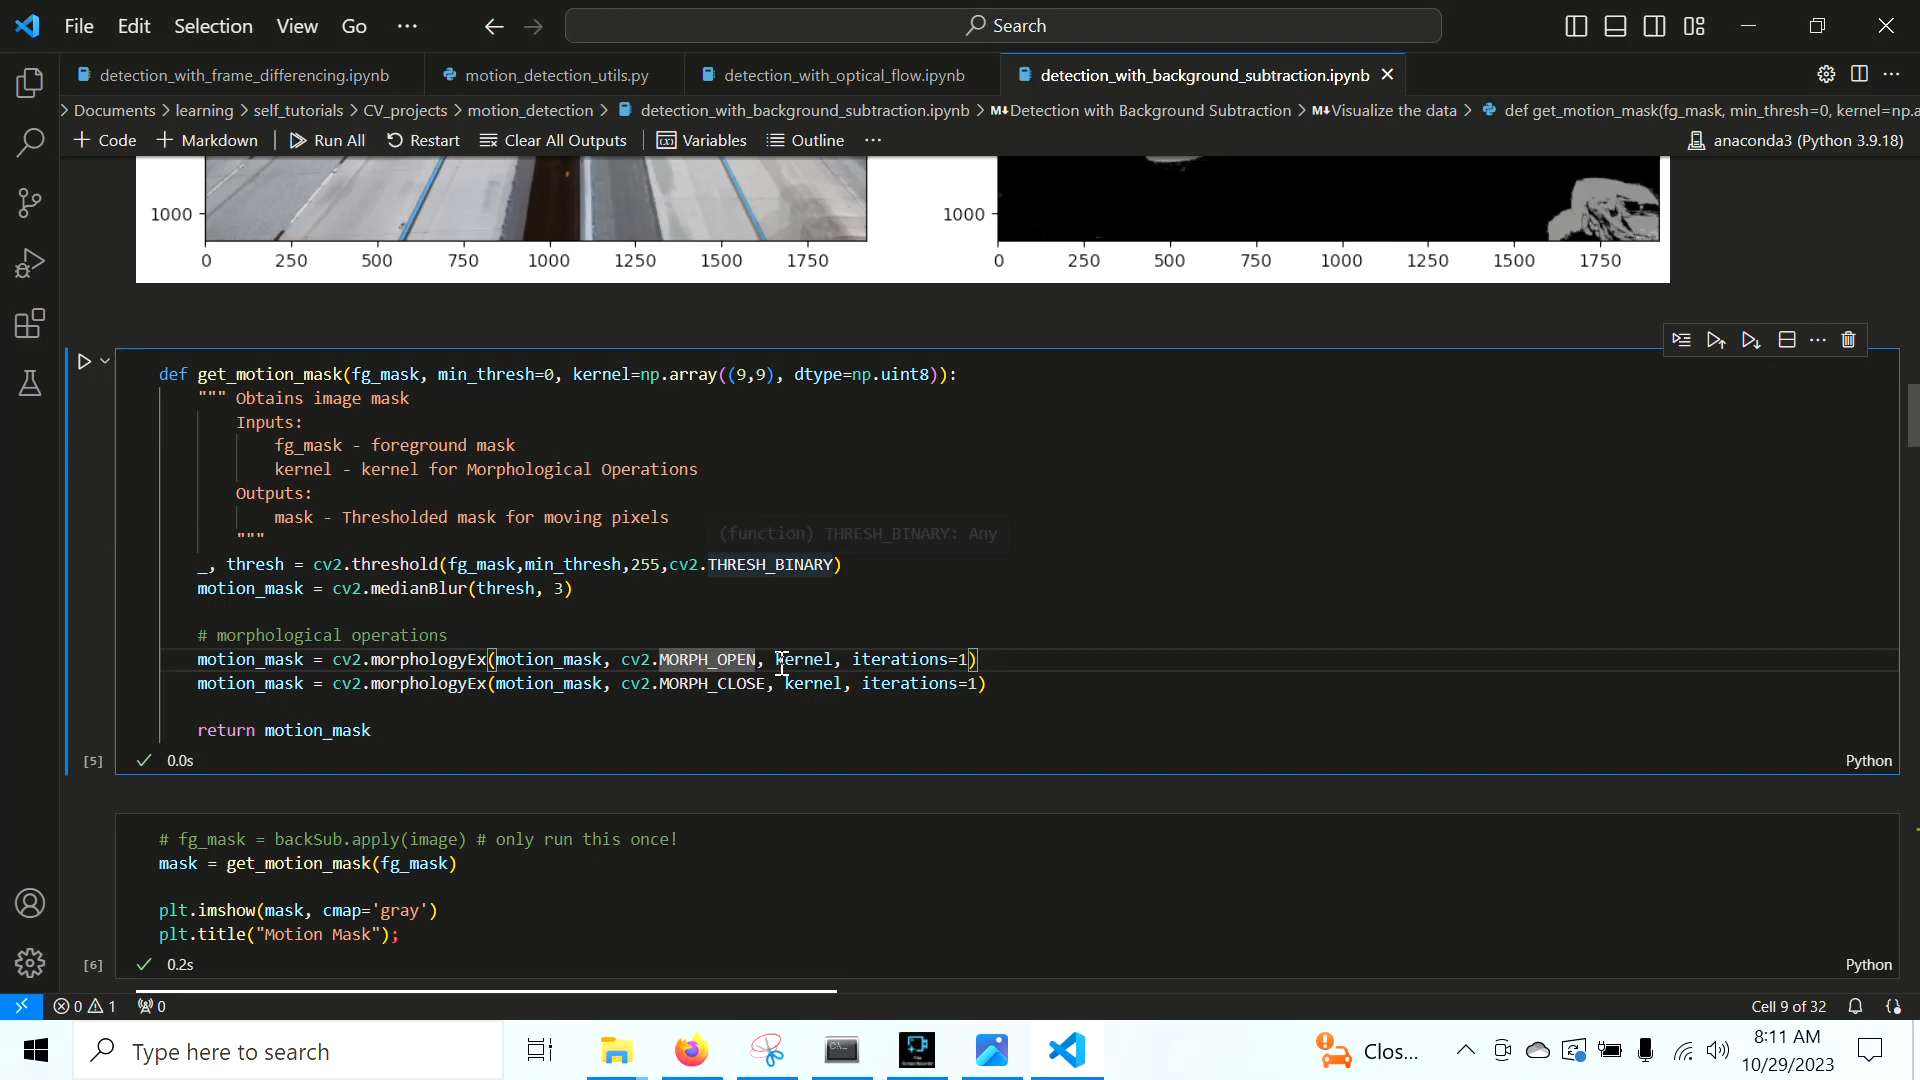 File Edit Selection View Go ··· Search
detection_with_frame_differencing.ipynb motion_detection_utils.py detection_with_optical_flow.ipynb detection_with_background_subtraction.ipynb
> Documents > learning > self_tutorials > CV_projects > motion_detection > detection_with_background_subtraction.ipynb > M↓Detection with Background Subtraction > M↓Visualize the data > def get_motion_mask(fg_mask, min_thresh=0, kernel=np.a
+ Code + Markdown Run All Restart Clear All Outputs Variables Outline ··· anaconda3 (Python 3.9.18)
1000 1000
0 250 500 750 1000 1250 1500 1750 0 250 500 750 1000 1250 1500 1750
def get_motion_mask(fg_mask, min_thresh=0, kernel=np.array((9,9), dtype=np.uint8)):
""" Obtains image mask
Inputs:
fg_mask - foreground mask
kernel - kernel for Morphological Operations
Outputs:
mask - Thresholded mask for moving pixels
"""
(function) THRESH_BINARY: Any
_, thresh = cv2.threshold(fg_mask,min_thresh,255,cv2.THRESH_BINARY)
motion_mask = cv2.medianBlur(thresh, 3)
# morphological operations
motion_mask = cv2.morphologyEx(motion_mask, cv2.MORPH_OPEN, kernel, iterations=1)
motion_mask = cv2.morphologyEx(motion_mask, cv2.MORPH_CLOSE, kernel, iterations=1)
return motion_mask
[5] 0.0s Python
# fg_mask = backSub.apply(image) # only run this once!
mask = get_motion_mask(fg_mask)
plt.imshow(mask, cmap='gray')
plt.title("Motion Mask");
[6] 0.2s Python
0 1 0 Cell 9 of 32
Type here to search Clos... 8:11 AM
10/29/2023